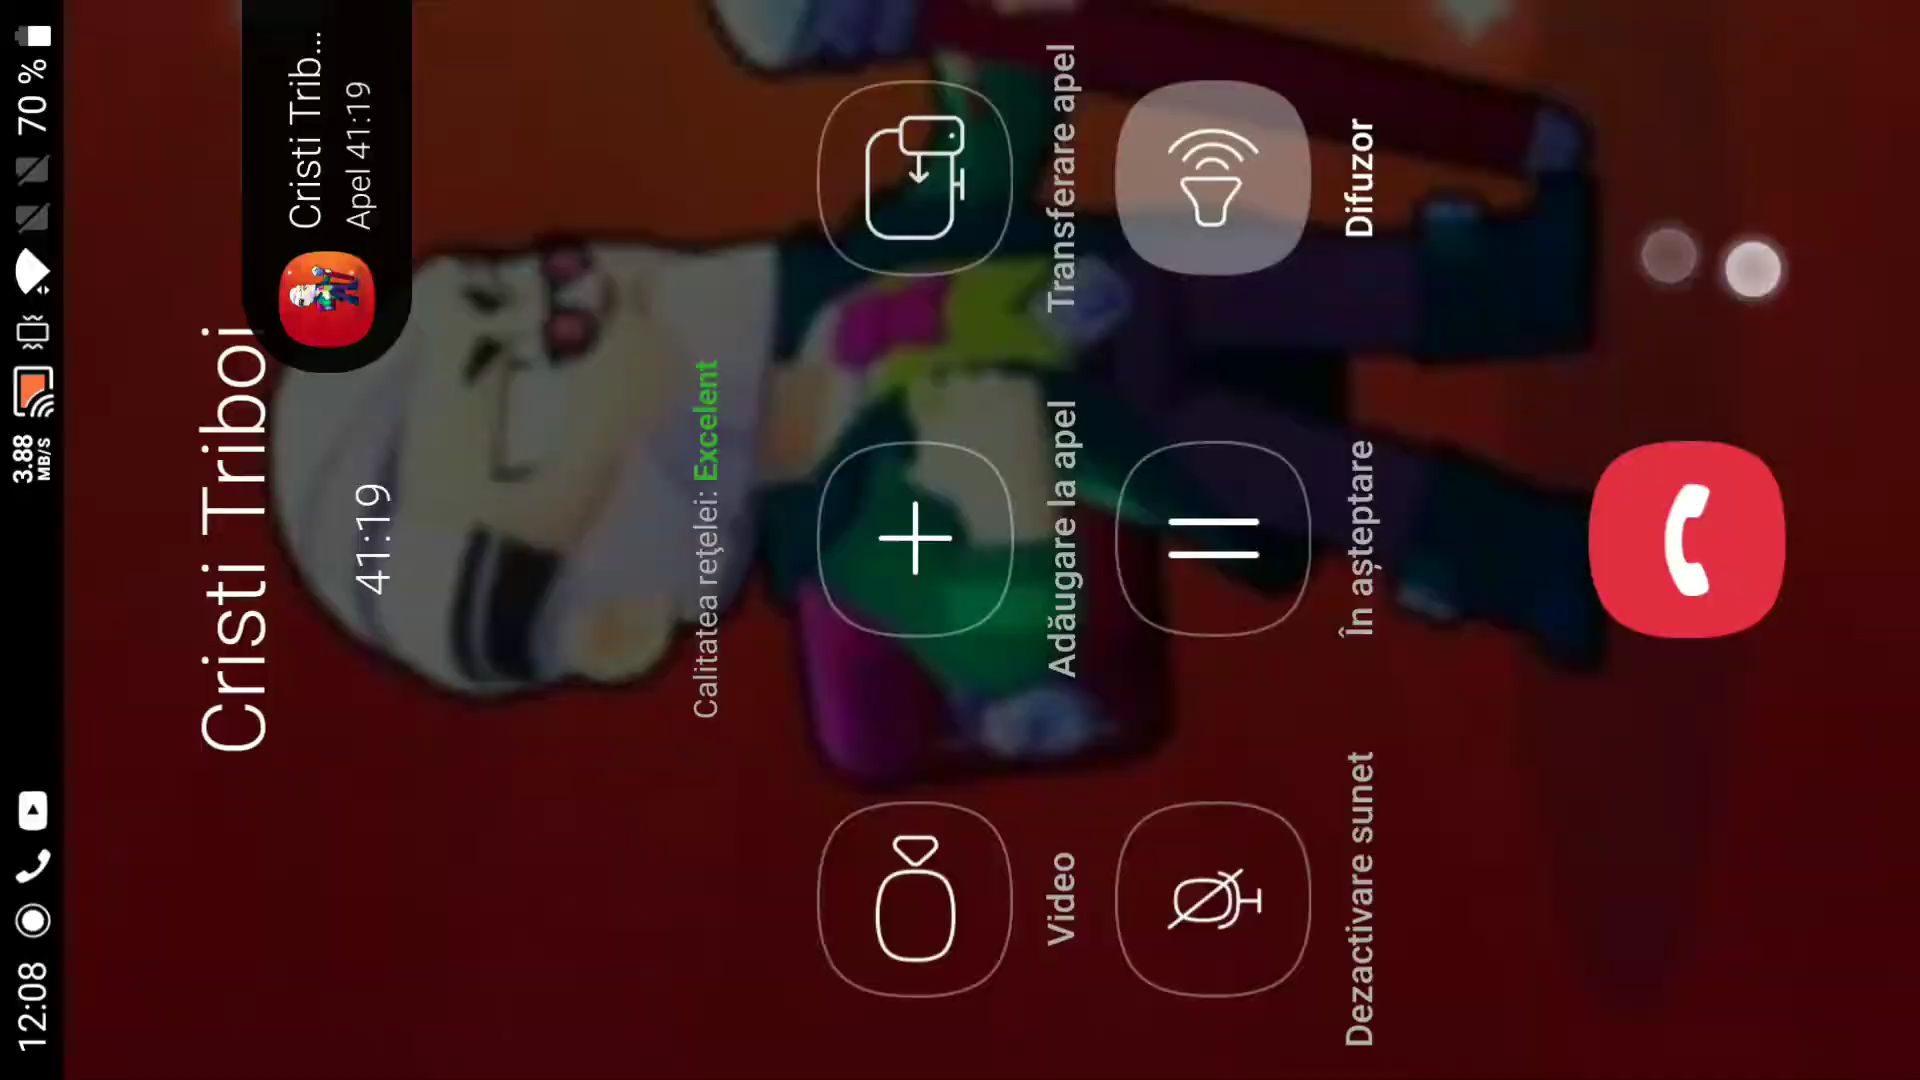 12:08
3.88
MB/S
70 %
Cristi Trib...
Apel 41:19
Cristi Triboi
41:19
Calitatea rețelei: Excelent
Video
Adăugare la apel
Transferare apel
Dezactivare sunet
În așteptare
Difuzor